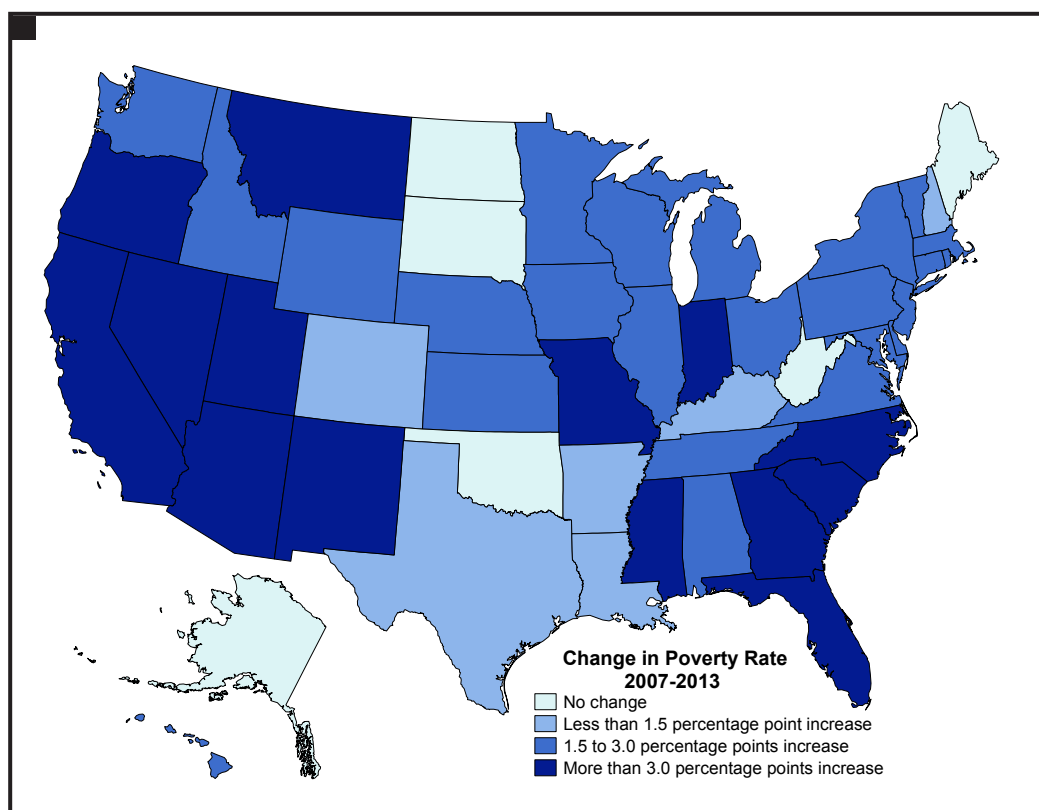 Change in Poverty Rate
2007-2013
No change
Less than 1.5 percentage point increase
1.5 to 3.0 percentage points increase
More than 3.0 percentage points increase